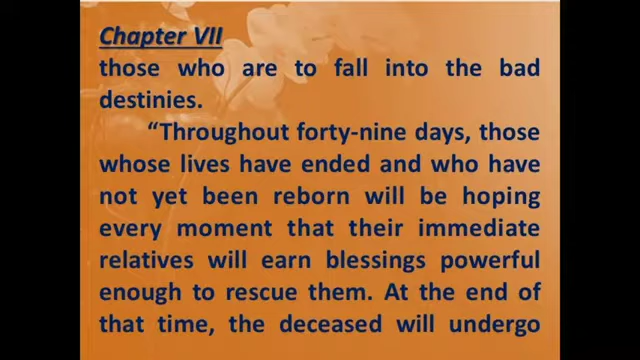 Chapter VII
those who are to fall into the bad
destinies.
“Throughout forty-nine days, those
whose lives have ended and who have
not yet been reborn will be hoping
every moment that their immediate
relatives will earn blessings powerful
enough to rescue them. At the end of
that time, the deceased will undergo